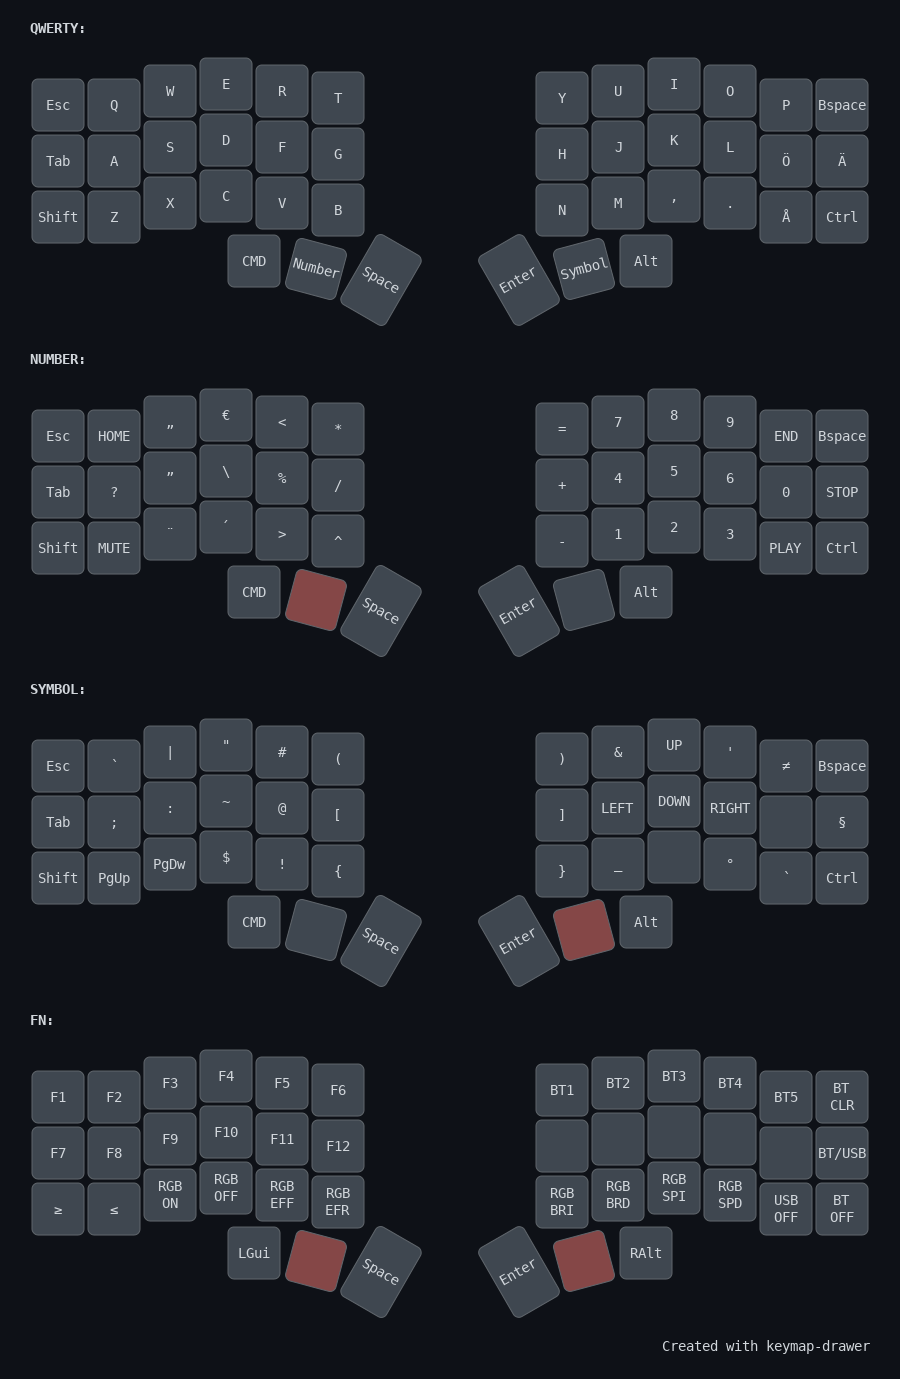 QWERTY:
Esc Q W E R T Y U I O P Bspace
Tab A S D F G H J K L Ö Ä
Shift Z X C V B N M , . Å Ctrl
CMD Number Space Enter Symbol Alt
NUMBER:
Esc HOME „ € < * = 7 8 9 END Bspace
Tab ? ” \ % / + 4 5 6 0 STOP
Shift MUTE ¨ ´ > ^ - 1 2 3 PLAY Ctrl
CMD Space Enter Alt
SYMBOL:
Esc ` | " # ( ) & UP ' ≠ Bspace
Tab ; : ~ @ [ ] LEFT DOWN RIGHT §
Shift PgUp PgDw $ ! { } _ ° ` Ctrl
CMD Space Enter Alt
FN:
F1 F2 F3 F4 F5 F6 BT1 BT2 BT3 BT4 BT5 BT CLR
F7 F8 F9 F10 F11 F12 BT/USB
≥ ≤ RGB ON RGB OFF RGB EFF RGB EFR RGB BRI RGB BRD RGB SPI RGB SPD USB OFF BT OFF
LGui Space Enter RAlt
Created with keymap-drawer